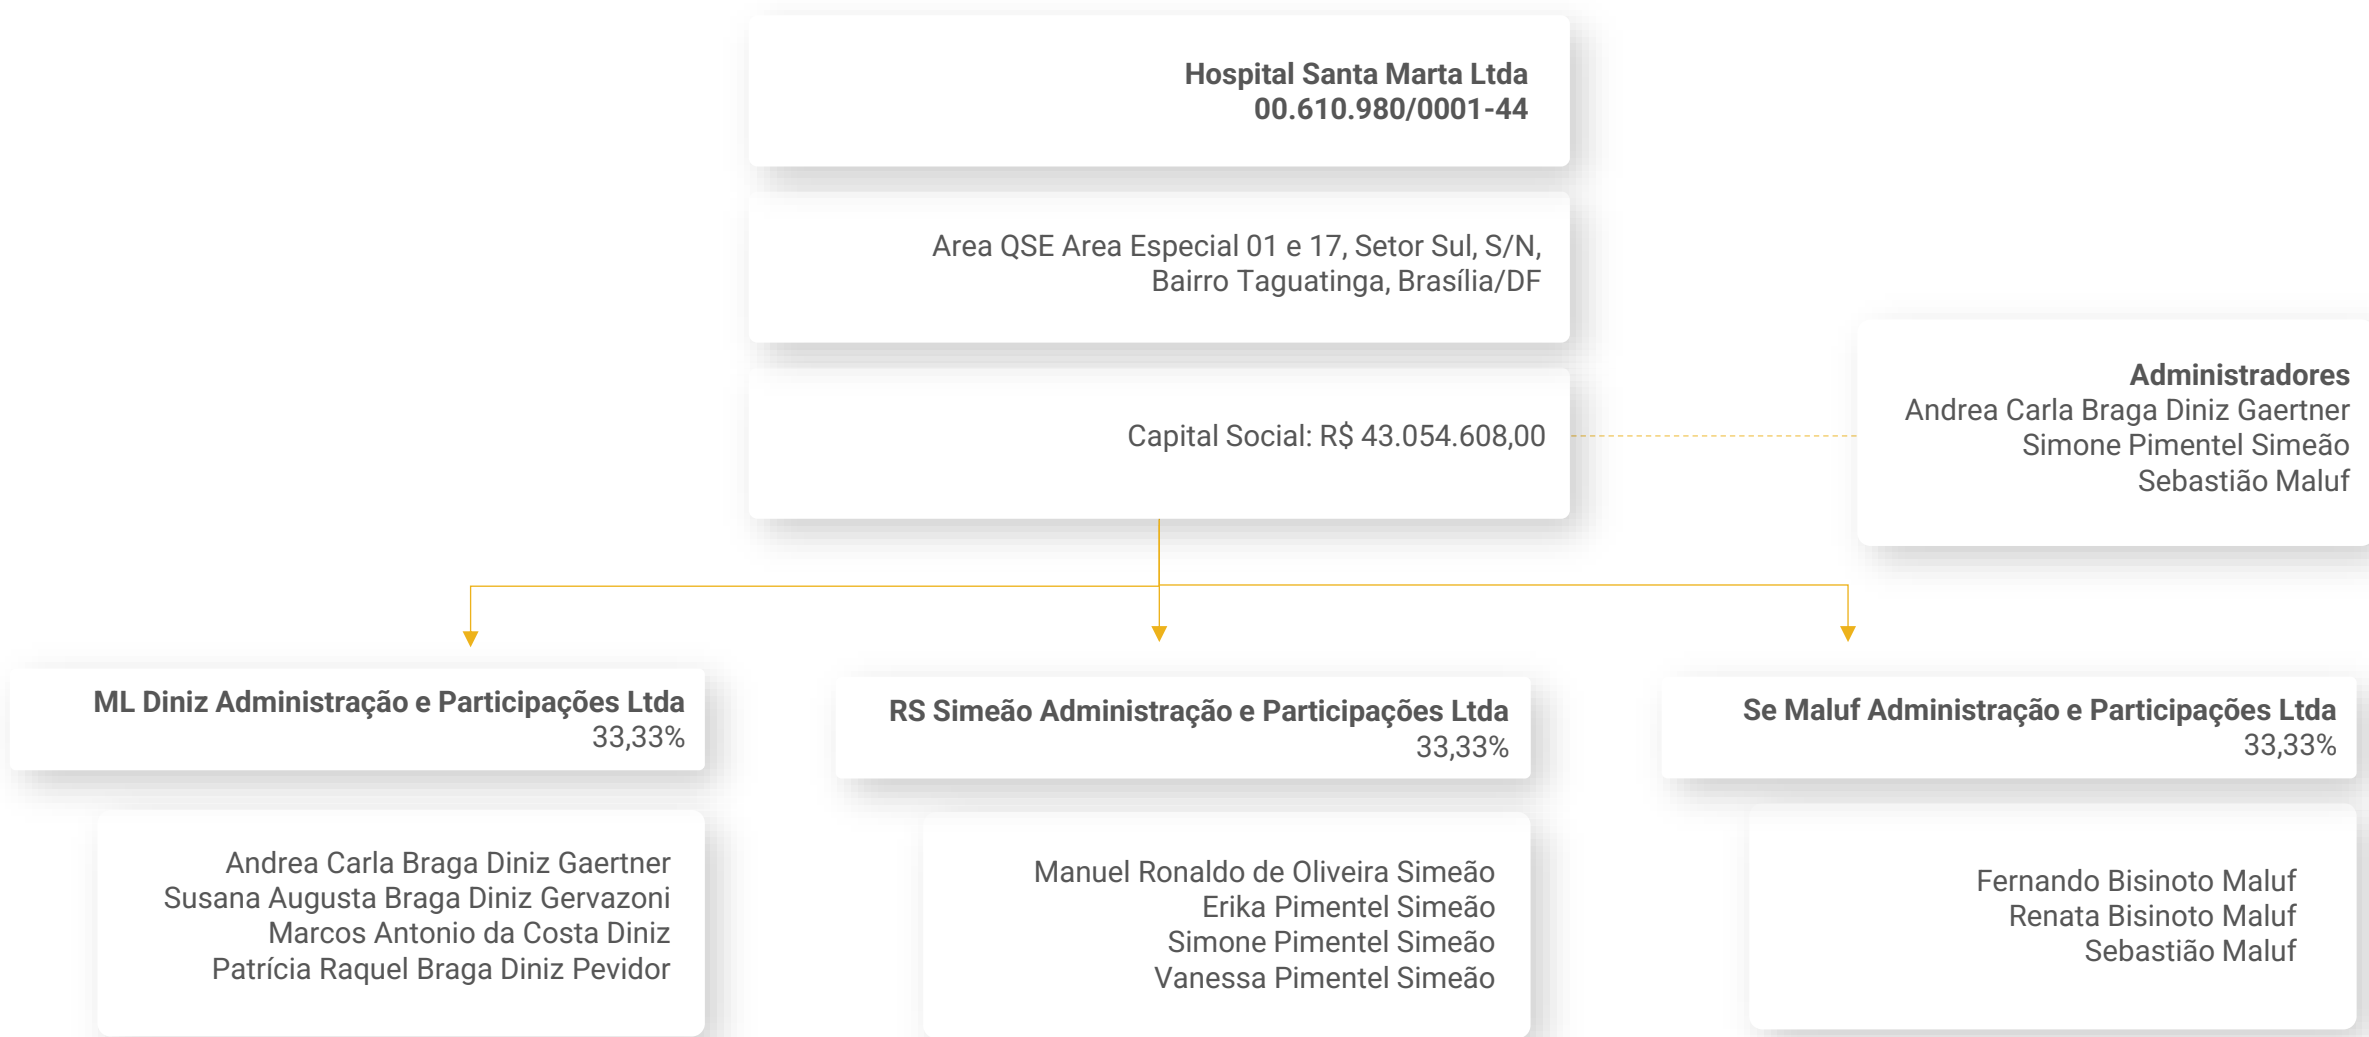 Hospital Santa Marta Ltda
00.610.980/0001-44
Area QSE Area Especial 01 e 17, Setor Sul, S/N,
Bairro Taguatinga, Brasília/DF
Capital Social: R$ 43.054.608,00
Administradores
Andrea Carla Braga Diniz Gaertner
Simone Pimentel Simeão
Sebastião Maluf
ML Diniz Administração e Participações Ltda
33,33%
Andrea Carla Braga Diniz Gaertner
Susana Augusta Braga Diniz Gervazoni
Marcos Antonio da Costa Diniz
Patrícia Raquel Braga Diniz Pevidor
RS Simeão Administração e Participações Ltda
33,33%
Manuel Ronaldo de Oliveira Simeão
Erika Pimentel Simeão
Simone Pimentel Simeão
Vanessa Pimentel Simeão
Se Maluf Administração e Participações Ltda
33,33%
Fernando Bisinoto Maluf
Renata Bisinoto Maluf
Sebastião Maluf